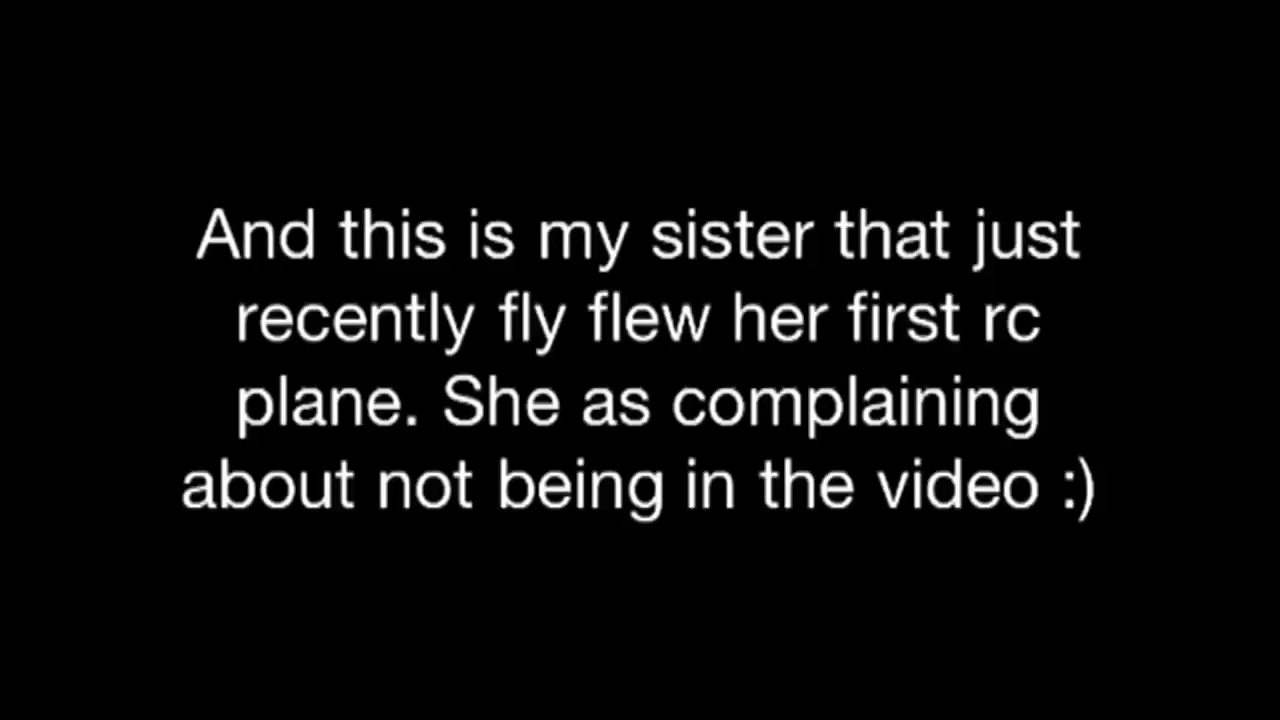 And this is my sister that just
recently fly flew her first rc
plane. She as complaining
about not being in the video :)